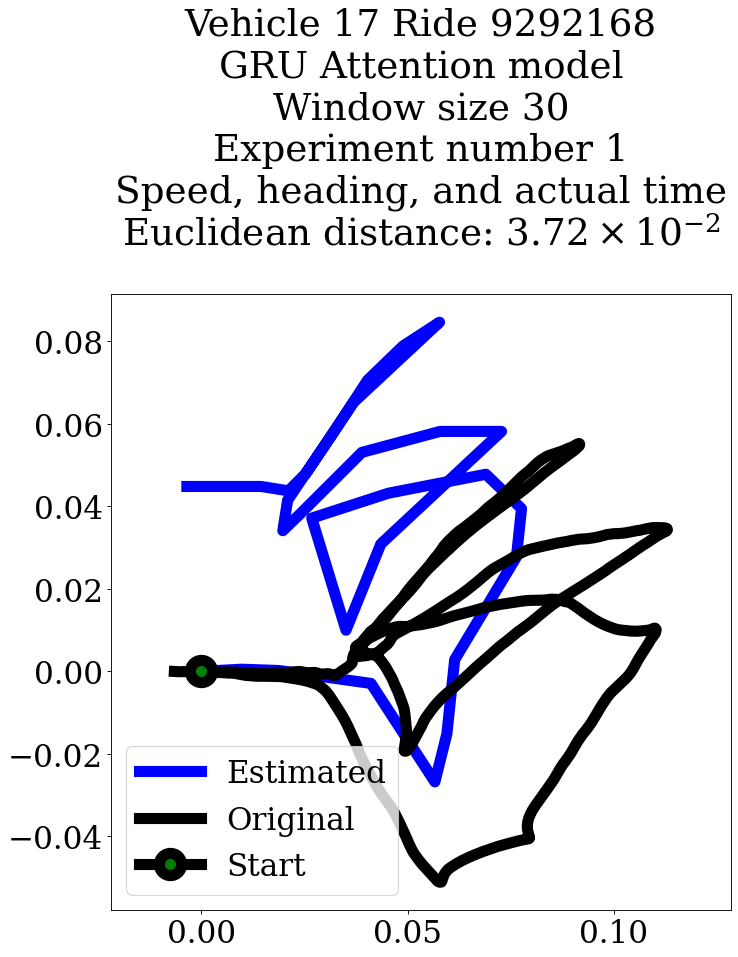 Vehicle 17 Ride 9292168
GRU Attention model
Window size 30
Experiment number 1
Speed, heading, and actual time
Euclidean distance: 3.72 × 10⁻²
0.08
0.06
0.04
0.02
0.00
−0.02
−0.04
Estimated
Original
Start
0.00 0.05 0.10